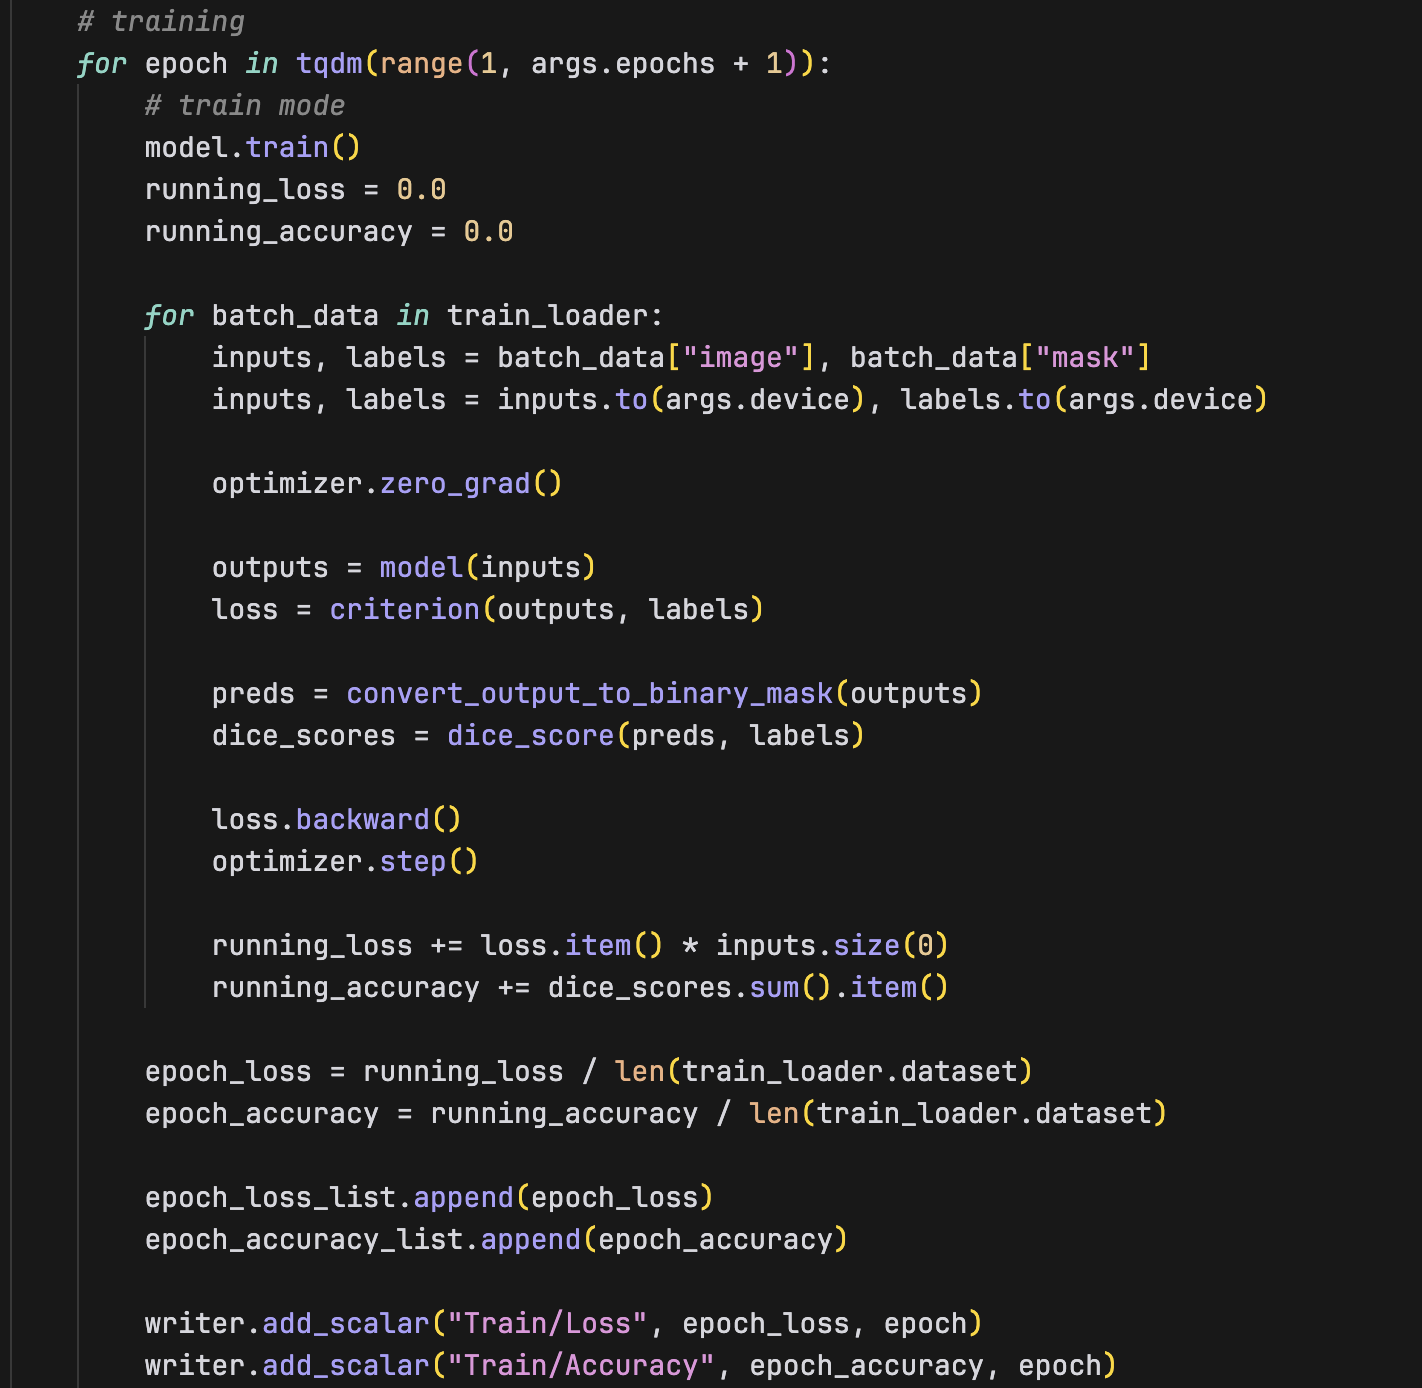 # training
for epoch in tqdm(range(1, args.epochs + 1)):
# train mode
model.train()
running_loss = 0.0
running_accuracy = 0.0
for batch_data in train_loader:
inputs, labels = batch_data["image"], batch_data["mask"]
inputs, labels = inputs.to(args.device), labels.to(args.device)
optimizer.zero_grad()
outputs = model(inputs)
loss = criterion(outputs, labels)
preds = convert_output_to_binary_mask(outputs)
dice_scores = dice_score(preds, labels)
loss.backward()
optimizer.step()
running_loss += loss.item() * inputs.size(0)
running_accuracy += dice_scores.sum().item()
epoch_loss = running_loss / len(train_loader.dataset)
epoch_accuracy = running_accuracy / len(train_loader.dataset)
epoch_loss_list.append(epoch_loss)
epoch_accuracy_list.append(epoch_accuracy)
writer.add_scalar("Train/Loss", epoch_loss, epoch)
writer.add_scalar("Train/Accuracy", epoch_accuracy, epoch)